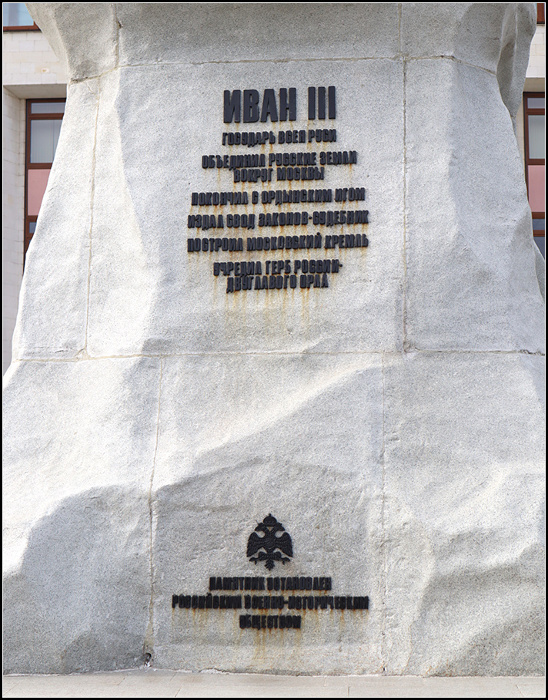 ИВАН III
ГОСУДАРЬ ВСЕЯ РУСИ
ОБЪЕДИНИЛ РУССКИЕ ЗЕМЛИ
ВОКРУГ МОСКВЫ
ПОКОНЧИЛ С ОРДЫНСКИМ ИГОМ
ИЗДАЛ СВОД ЗАКОНОВ-СУДЕБНИК
ПОСТРОИЛ МОСКОВСКИЙ КРЕМЛЬ
УЧРЕДИЛ ГЕРБ РОССИИ-
ДВУГЛАВОГО ОРЛА
ПАМЯТНИК УСТАНОВЛЕН
РОССИЙСКИМ ВОЕННО-ИСТОРИЧЕСКИМ
ОБЩЕСТВОМ